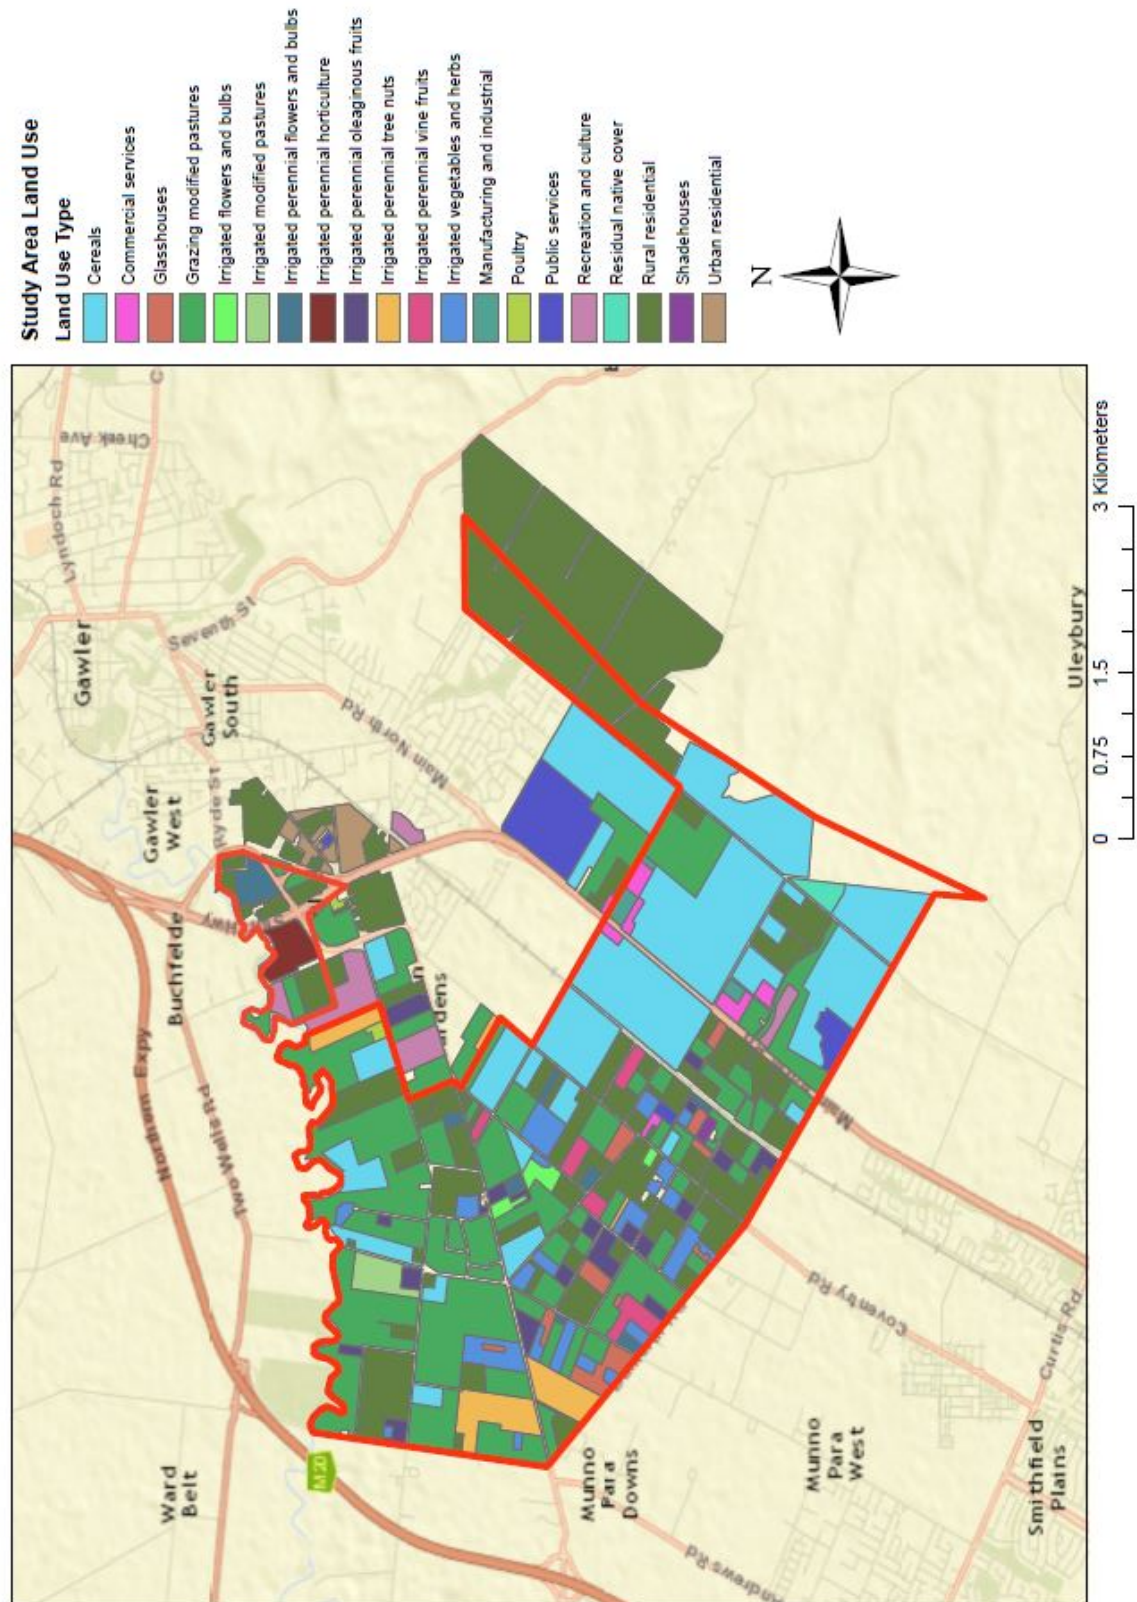 Study Area Land Use
Land Use Type
Cereals
Commercial services
Glasshouses
Grazing modified pastures
Irrigated flowers and bulbs
Irrigated modified pastures
Irrigated perennial flowers and bulbs
Irrigated perennial horticulture
Irrigated perennial oleaginous fruits
Irrigated perennial tree nuts
Irrigated perennial vine fruits
Irrigated vegetables and herbs
Manufacturing and industrial
Poultry
Public services
Recreation and culture
Residual native cover
Rural residential
Shadehouses
Urban residential
N
Cheek Ave
Lyndoch Rd
Gawler
Seventh St
Gawler
South
Main North Rd
Gawler
West
Ryde St
Hwy
Buchfelde
Northern Expy
Two Wells Rd
Ward
Belt
M20
Munno
Para
Downs
Munno
Para
West
Smithfield
Plains
Andrews Rd
Coventry Rd
Curtis Rd
Main
Uleybury
0 0.75 1.5 3 Kilometers